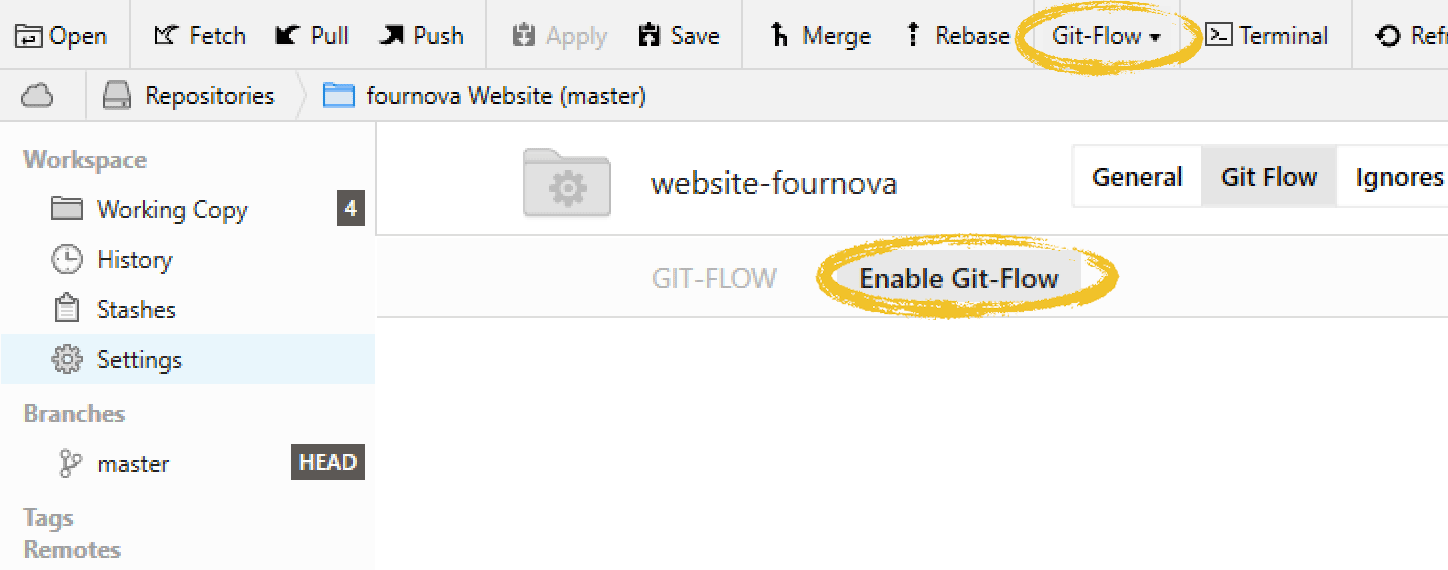 Open Fetch Pull Push Apply Save Merge Rebase Git-Flow Terminal
Repositories fournova Website (master)
Workspace
Working Copy 4
History
Stashes
Settings
Branches
master HEAD
Tags
Remotes
website-fournova General Git Flow Ignores
GIT-FLOW Enable Git-Flow